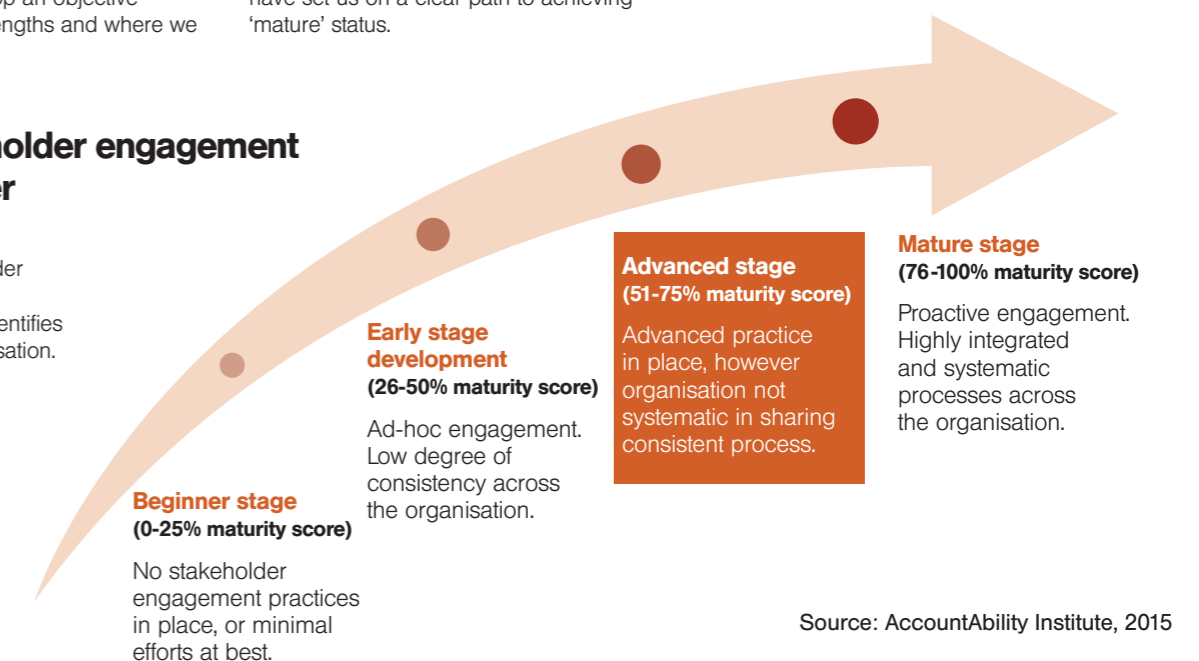 engths and where we
have set us on a clear path to achieving
'mature' status.
engagement
Beginner stage
(0-25% maturity score)
No stakeholder
engagement practices
in place, or minimal
efforts at best.
Early stage
development
(26-50% maturity score)
Ad-hoc engagement.
Low degree of
consistency across
the organisation.
Advanced stage
(51-75% maturity score)
Advanced practice
in place, however
organisation not
systematic in sharing
consistent process.
Mature stage
(76-100% maturity score)
Proactive engagement.
Highly integrated
and systematic
processes across
the organisation.
Source: AccountAbility Institute, 2015